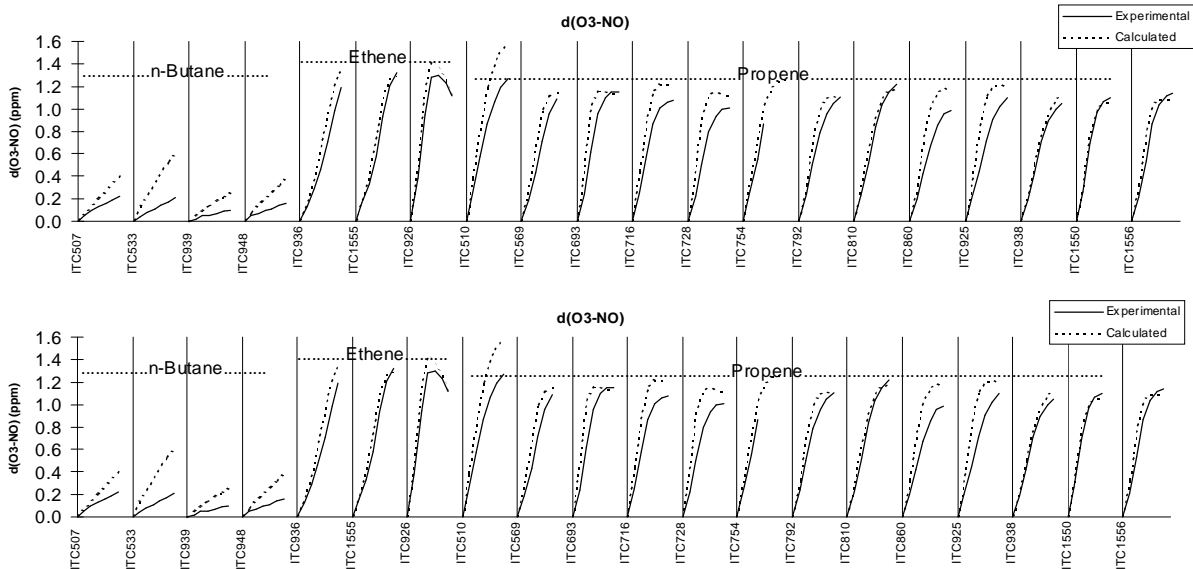 d(O3-NO)
Experimental
Calculated
d(O3-NO) (ppm)
1.6
1.4
1.2
1.0
0.8
0.6
0.4
0.2
0.0
n-Butane
Ethene
Propene
ITC507
ITC533
ITC939
ITC948
ITC936
ITC1555
ITC926
ITC510
ITC569
ITC693
ITC716
ITC728
ITC754
ITC792
ITC810
ITC860
ITC925
ITC938
ITC1550
ITC1556
d(O3-NO)
Experimental
Calculated
d(O3-NO) (ppm)
1.6
1.4
1.2
1.0
0.8
0.6
0.4
0.2
0.0
n-Butane
Ethene
Propene
ITC507
ITC533
ITC939
ITC948
ITC936
ITC1555
ITC926
ITC510
ITC569
ITC693
ITC716
ITC728
ITC754
ITC792
ITC810
ITC860
ITC925
ITC938
ITC1550
ITC1556